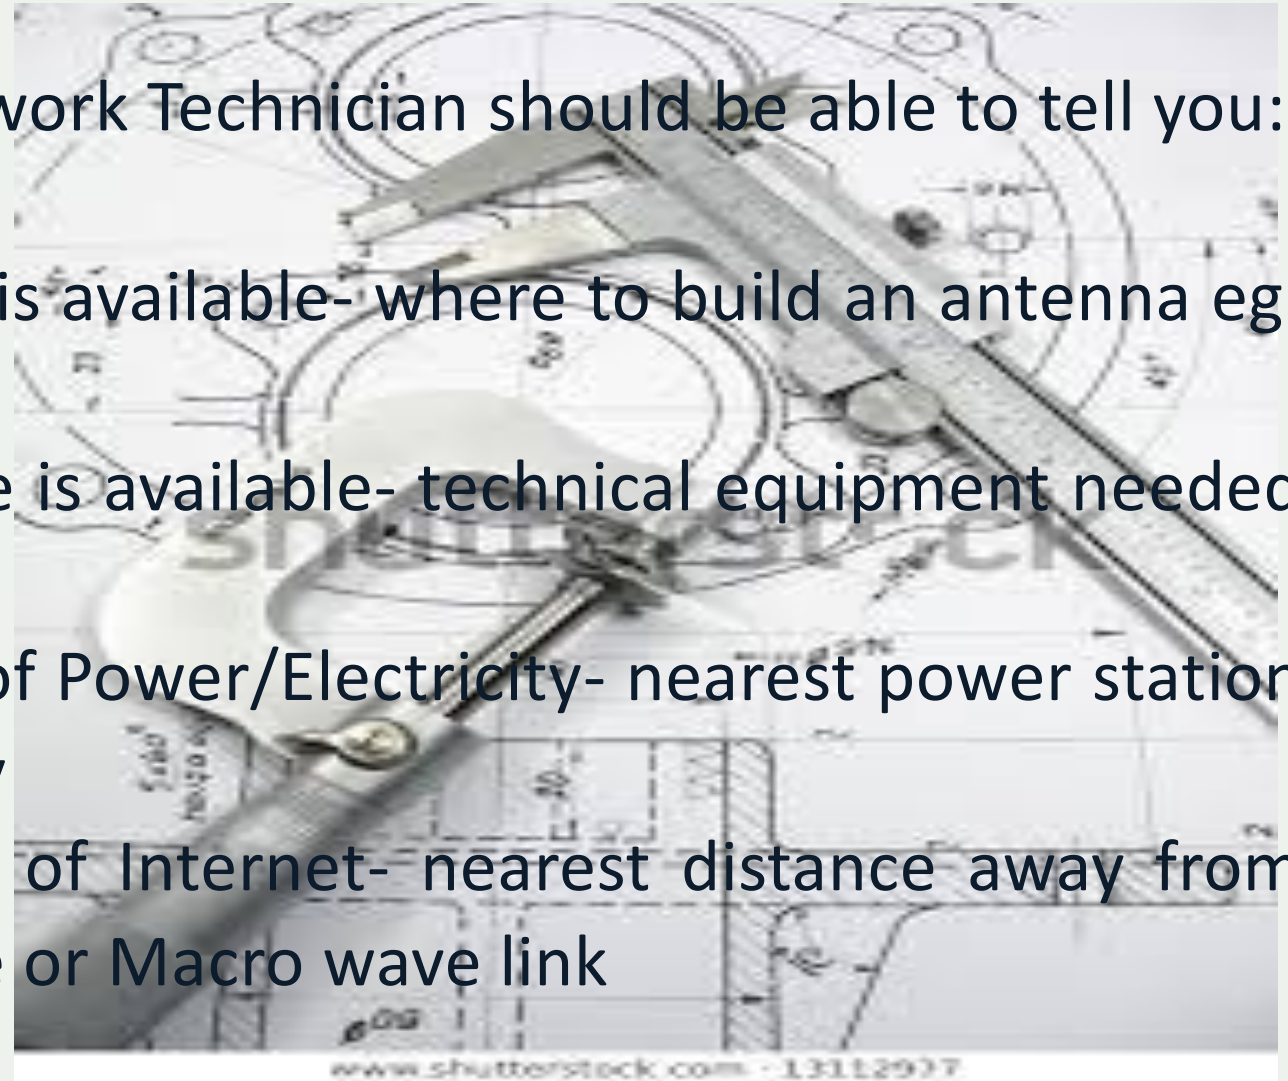 work Technician should be able to tell you:
is available- where to build an antenna eg
e is available- technical equipment needed
of Power/Electricity- nearest power station
y
of Internet- nearest distance away from
e or Macro wave link
shutterstock
www.shutterstock.com · 13112937